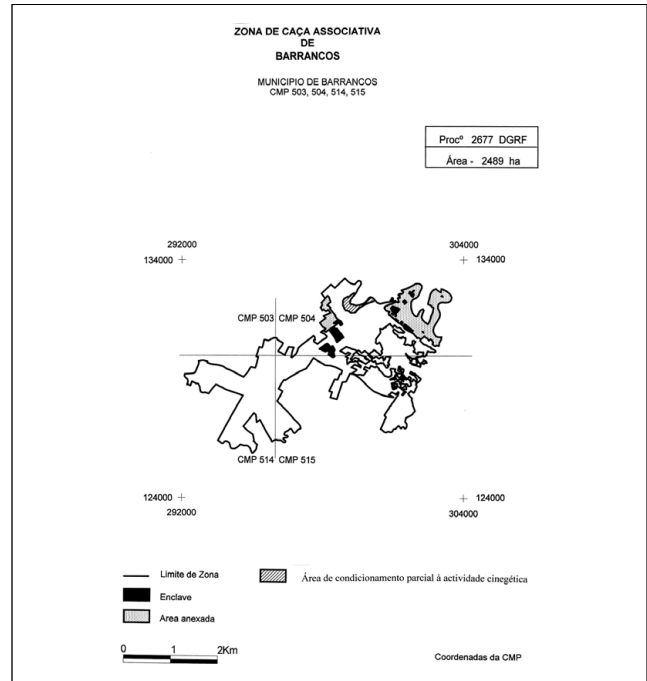 ZONA DE CAÇA ASSOCIATIVA
DE
BARRANCOS
MUNICIPIO DE BARRANCOS
CMP 503, 504, 514, 515
Procº 2677 DGRF
Área - 2489 ha
292000
304000
134000
134000
CMP 503
CMP 504
CMP 514
CMP 515
124000
124000
292000
304000
Limite de Zona
Área de condicionamento parcial à actividade cinegética
Enclave
Area anexada
0 1 2Km
Coordenadas da CMP